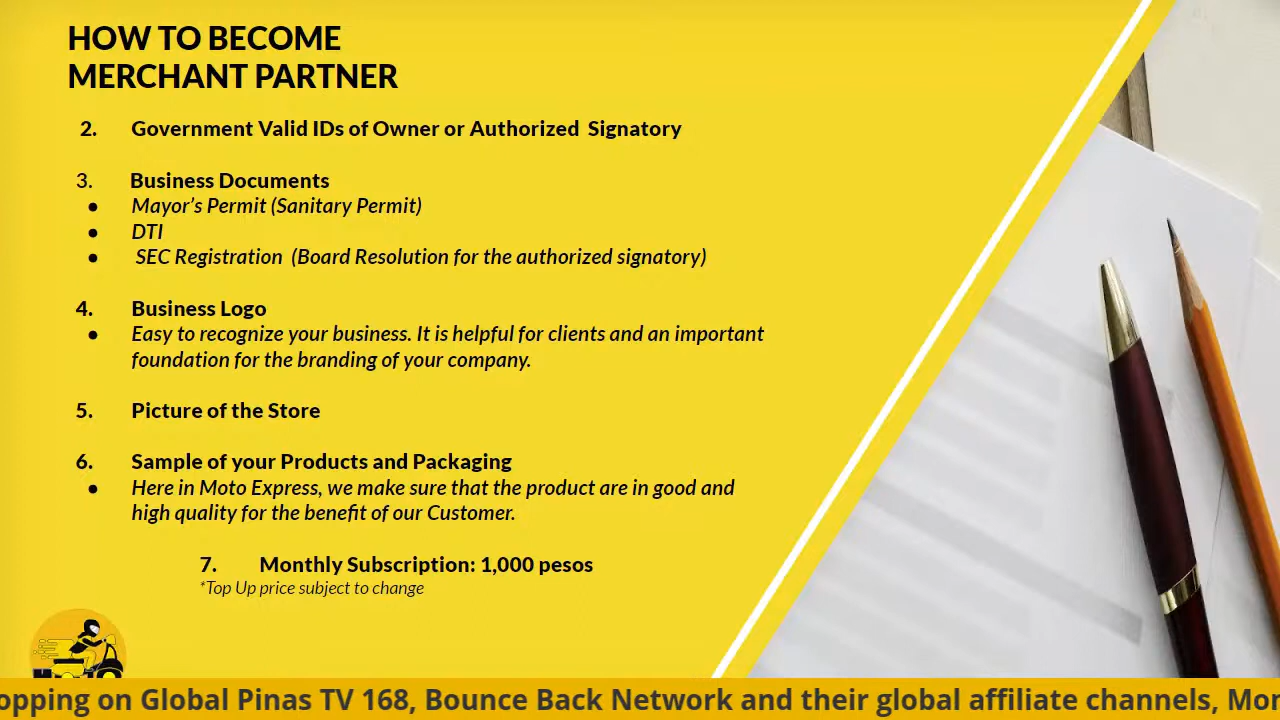 HOW TO BECOME
MERCHANT PARTNER
2. Government Valid IDs of Owner or Authorized Signatory
3. Business Documents
● Mayor's Permit (Sanitary Permit)
● DTI
● SEC Registration (Board Resolution for the authorized signatory)
4. Business Logo
● Easy to recognize your business. It is helpful for clients and an important
foundation for the branding of your company.
5. Picture of the Store
6. Sample of your Products and Packaging
● Here in Moto Express, we make sure that the product are in good and
high quality for the benefit of our Customer.
7. Monthly Subscription: 1,000 pesos
*Top Up price subject to change
opping on Global Pinas TV 168, Bounce Back Network and their global affiliate channels, Mon